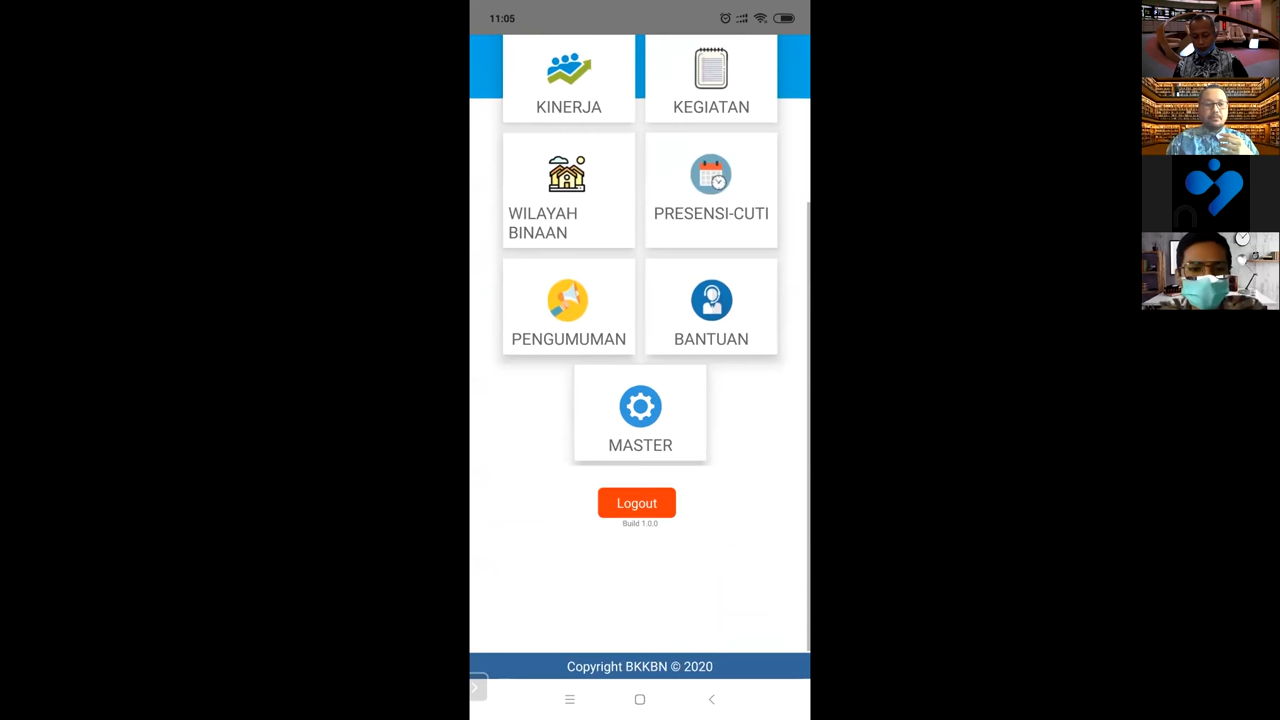 11:05
KINERJA
KEGIATAN
WILAYAH
BINAAN
PRESENSI-CUTI
PENGUMUMAN
BANTUAN
MASTER
Logout
Build 1.0.0
Copyright BKKBN © 2020